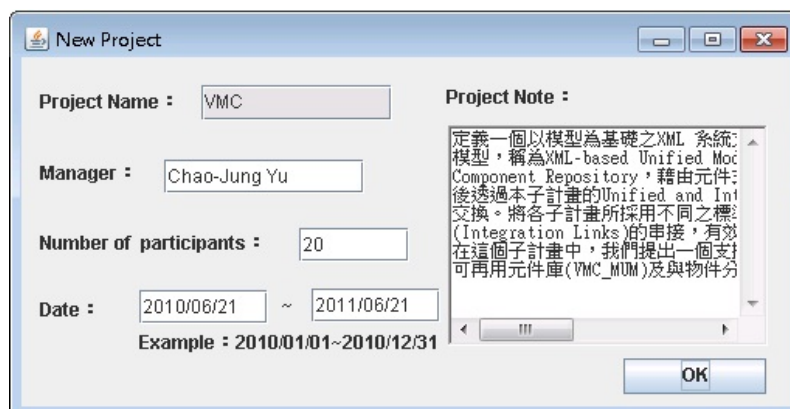 New Project
Project Name：
VMC
Manager：
Chao-Jung Yu
Number of participants：
20
Date：
2010/06/21 ~ 2011/06/21
Example：2010/01/01~2010/12/31
Project Note：
定義一個以模型為基礎之XML 系統
模型，稱為XML-based Unified Mod
Component Repository，藉由元件
後透過本子計畫的Unified and Int
交換。將各子計畫所採用不同之標準
(Integration Links)的串接，有效
在這個子計畫中，我們提出一個支援
可再用元件庫(VMC_MUM)及與物件分
OK